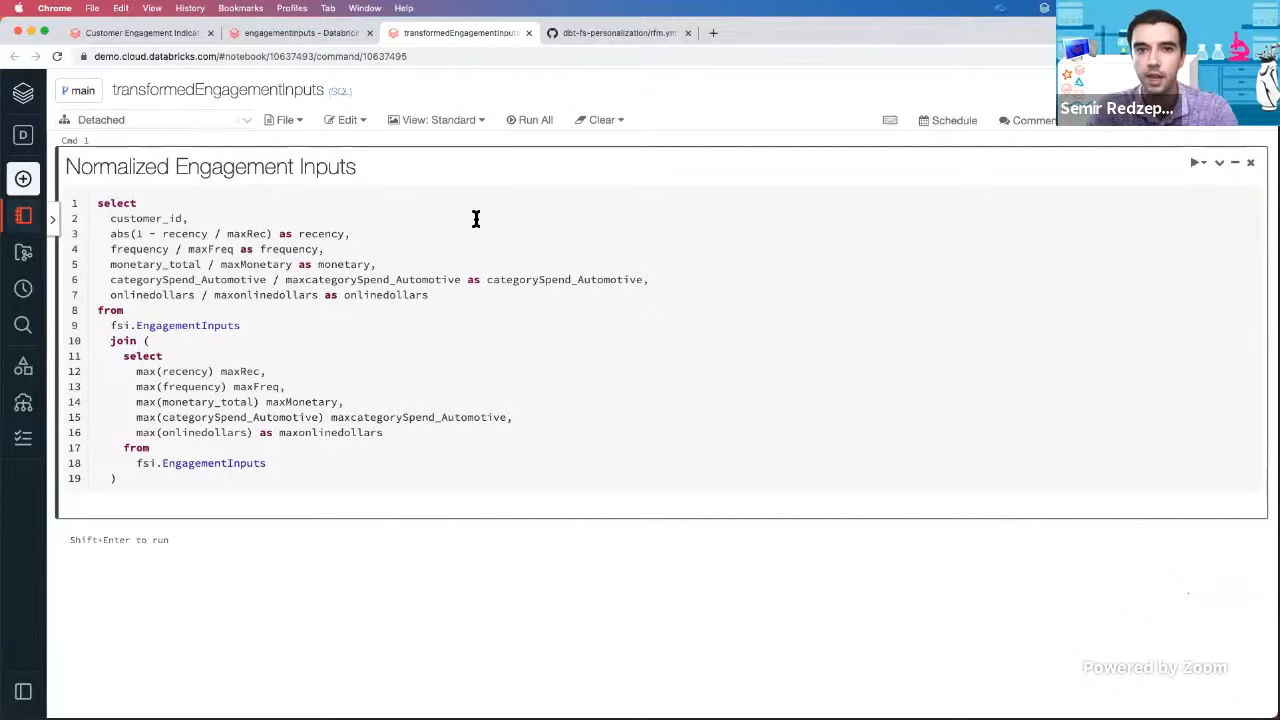 Chrome File Edit View History Bookmarks Profiles Tab Window Help
Customer Engagement Indicat × engagementInputs - Databricks × transformedEngagementInputs × dbt-fs-personalization/rfm.ym × +
demo.cloud.databricks.com/#notebook/10637493/command/10637495
main transformedEngagementInputs (SQL)
Semir Redzep...
Detached File Edit View: Standard Run All Clear Schedule Commen
Cmd 1
Normalized Engagement Inputs
1 select
2 customer_id,
3 abs(1 - recency / maxRec) as recency,
4 frequency / maxFreq as frequency,
5 monetary_total / maxMonetary as monetary,
6 categorySpend_Automotive / maxcategorySpend_Automotive as categorySpend_Automotive,
7 onlinedollars / maxonlinedollars as onlinedollars
8 from
9 fsi.EngagementInputs
10 join (
11 select
12 max(recency) maxRec,
13 max(frequency) maxFreq,
14 max(monetary_total) maxMonetary,
15 max(categorySpend_Automotive) maxcategorySpend_Automotive,
16 max(onlinedollars) as maxonlinedollars
17 from
18 fsi.EngagementInputs
19 )
Shift+Enter to run
Powered by Zoom